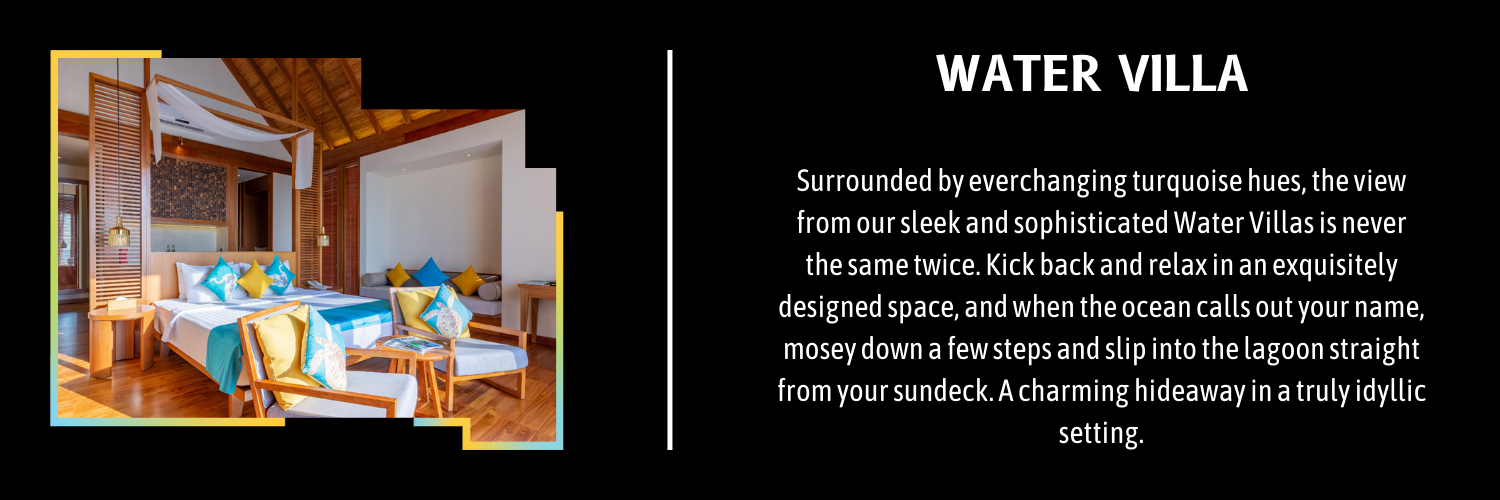 WATER VILLA
Surrounded by everchanging turquoise hues, the view
from our sleek and sophisticated Water Villas is never
the same twice. Kick back and relax in an exquisitely
designed space, and when the ocean calls out your name,
mosey down a few steps and slip into the lagoon straight
from your sundeck. A charming hideaway in a truly idyllic
setting.